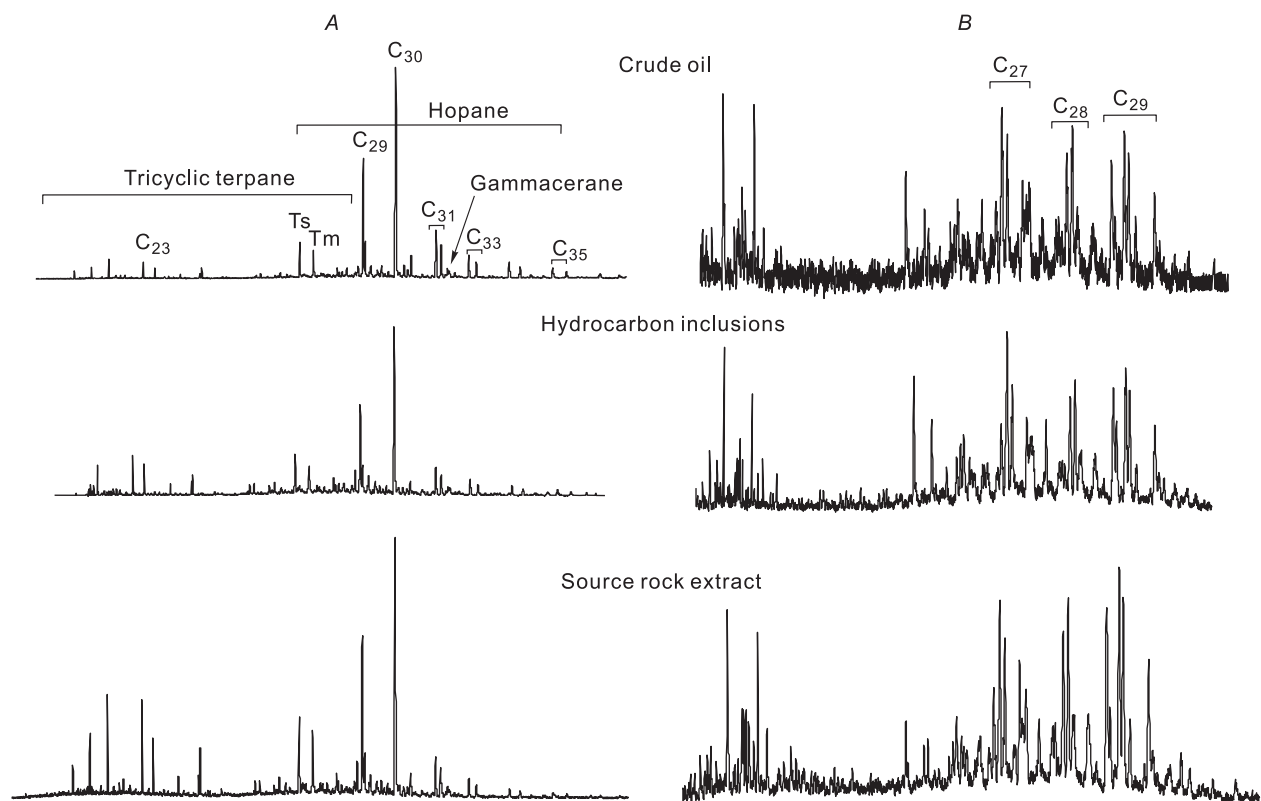 A
B
C30
Crude oil
C27
Hopane
C28
C29
C29
Tricyclic terpane
Gammacerane
Ts
Tm
C31
C23
C33
C35
Hydrocarbon inclusions
Source rock extract